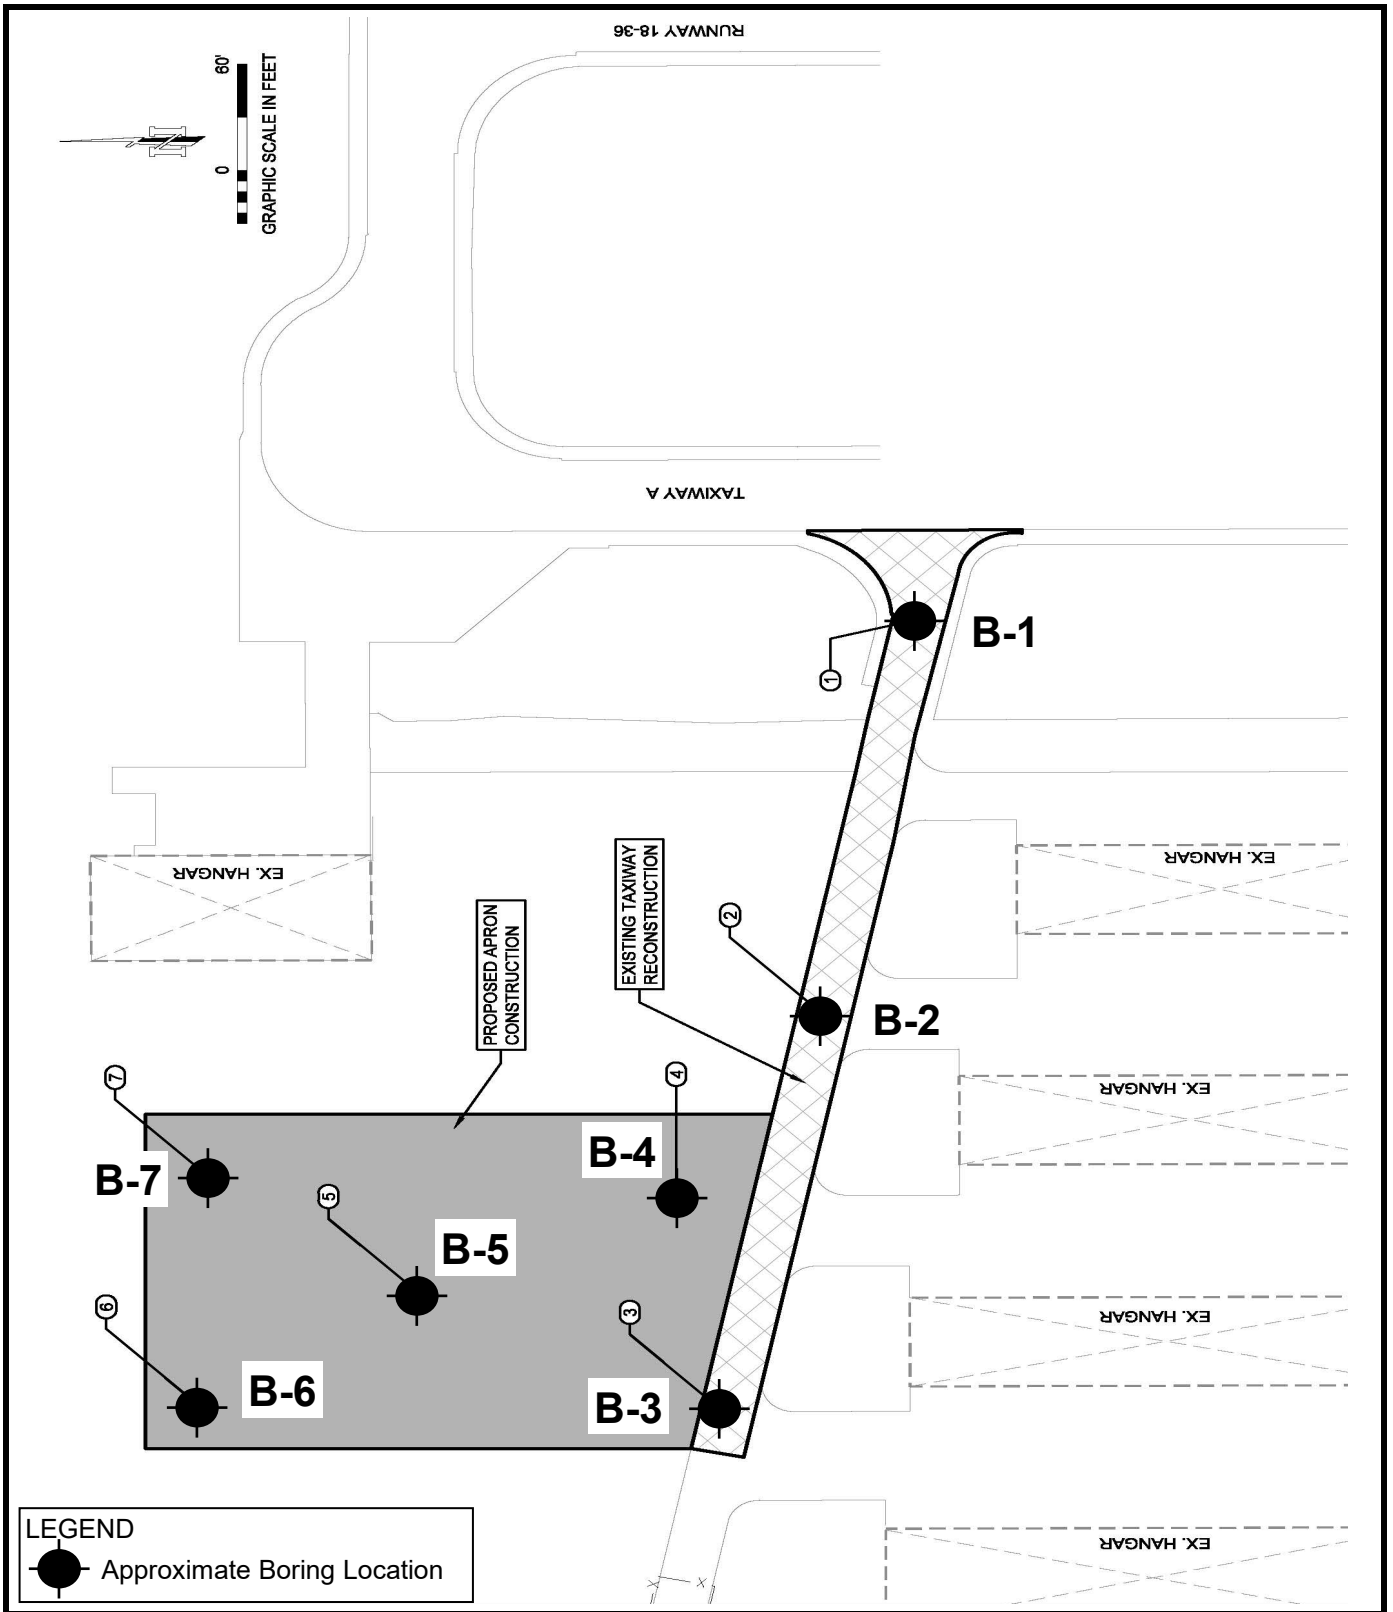 RUNWAY 18-36
60'
0
GRAPHIC SCALE IN FEET
N
TAXIWAY A
B-1
1
EX. HANGAR
EX. HANGAR
PROPOSED APRON
CONSTRUCTION
EXISTING TAXIWAY
RECONSTRUCTION
2
B-2
7
4
B-7
B-4
5
B-5
EX. HANGAR
6
3
B-6
B-3
EX. HANGAR
LEGEND
Approximate Boring Location
EX. HANGAR
X
X